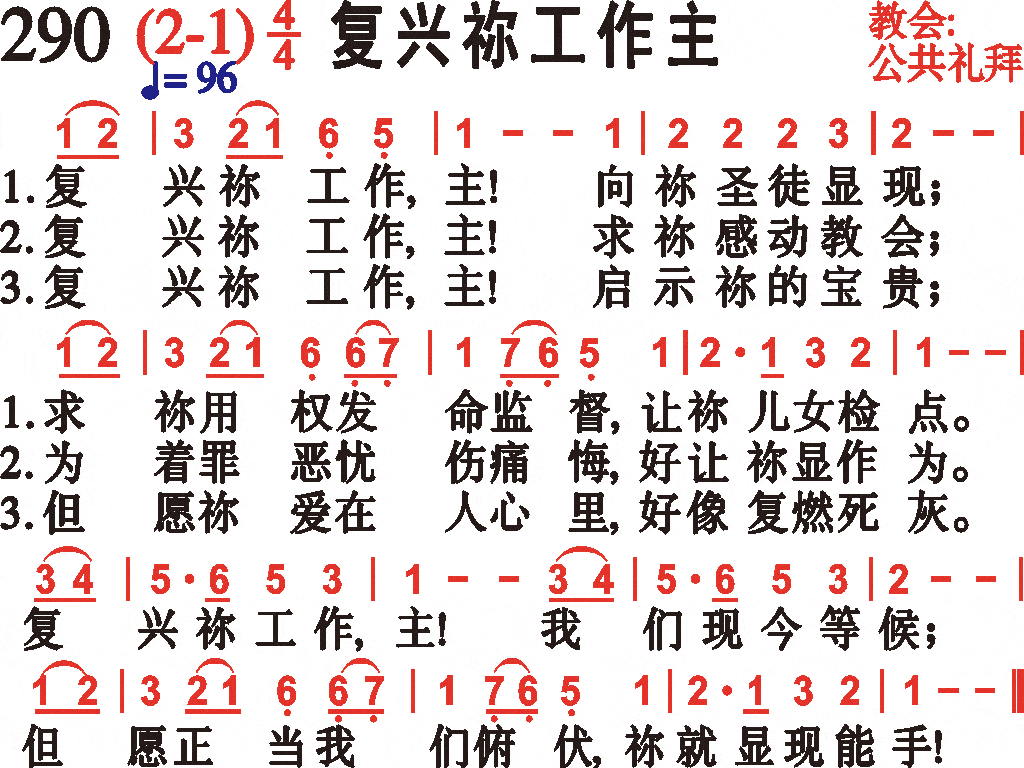 290 (2-1) 4/4 复兴祢工作主 教会:
♩= 96 公共礼拜
1 2 | 3 2 1 6 5 | 1 - - 1 | 2 2 2 3 | 2 - - |
1.复 兴祢 工作,主! 向祢圣徒显现;
2.复 兴祢 工作,主! 求祢感动教会;
3.复 兴祢 工作,主! 启示祢的宝贵;
1 2 | 3 2 1 6 6 7 | 1 7 6 5 1 | 2 · 1 3 2 | 1 - - |
1.求 祢用 权发 命监 督,让祢儿女检点。
2.为 着罪 恶忧 伤痛 悔,好让祢显作为。
3.但 愿祢 爱在 人心 里,好像复燃死灰。
3 4 | 5 · 6 5 3 | 1 - - 3 4 | 5 · 6 5 3 | 2 - - |
复 兴祢工作,主! 我 们现今等候;
1 2 | 3 2 1 6 6 7 | 1 7 6 5 1 | 2 · 1 3 2 | 1 - - ‖
但 愿正 当我 们俯 伏,祢就显现能手!